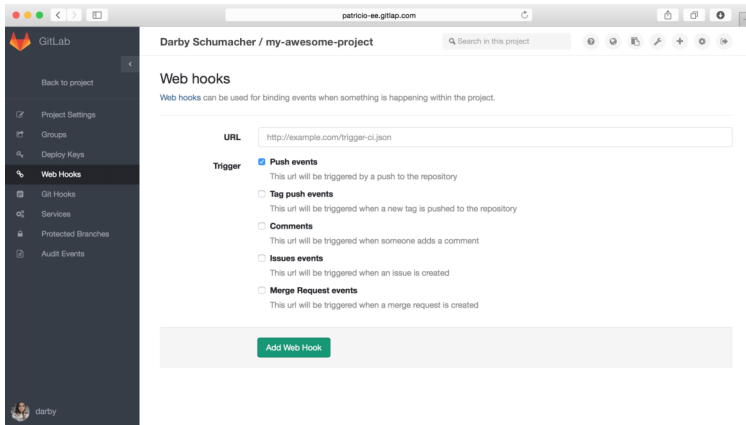 patricio-ee.gitlap.com
GitLab
Darby Schumacher / my-awesome-project
Search in this project
Back to project
Project Settings
Groups
Deploy Keys
Web Hooks
Git Hooks
Services
Protected Branches
Audit Events
darby
Web hooks
Web hooks can be used for binding events when something is happening within the project.
URL
http://example.com/trigger-ci.json
Trigger
Push events
This url will be triggered by a push to the repository
Tag push events
This url will be triggered when a new tag is pushed to the repository
Comments
This url will be triggered when someone adds a comment
Issues events
This url will be triggered when an issue is created
Merge Request events
This url will be triggered when a merge request is created
Add Web Hook